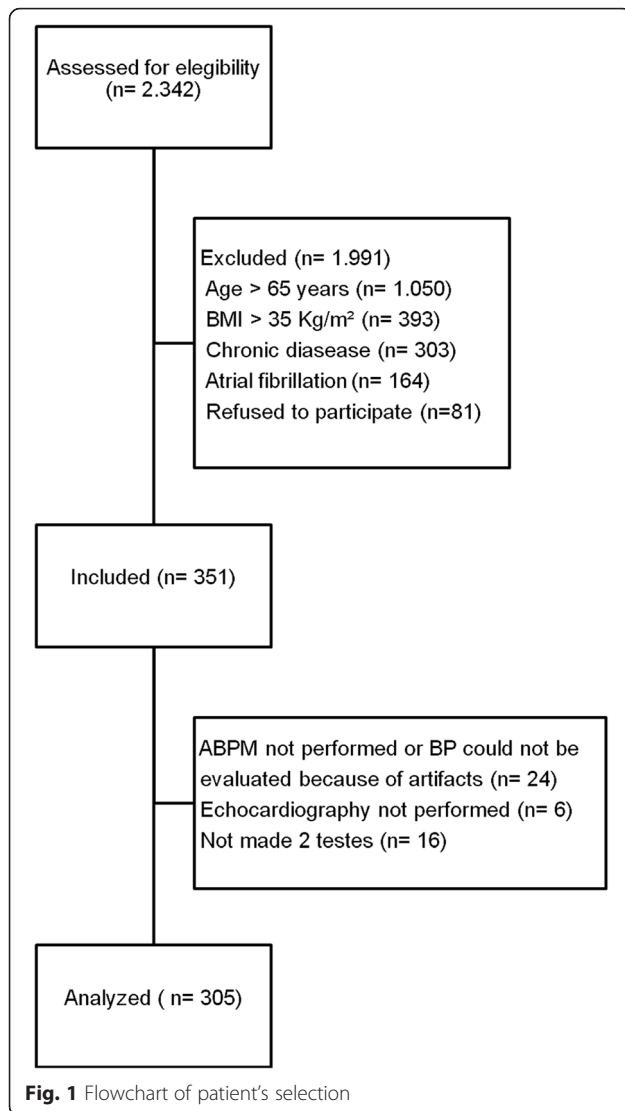 Assessed for elegibility
(n= 2.342)
Excluded (n= 1.991)
Age > 65 years (n= 1.050)
BMI > 35 Kg/m² (n= 393)
Chronic diasease (n= 303)
Atrial fibrillation (n= 164)
Refused to participate (n=81)
Included (n= 351)
ABPM not performed or BP could not be
evaluated because of artifacts (n= 24)
Echocardiography not performed (n= 6)
Not made 2 testes (n= 16)
Analyzed ( n= 305)
Fig. 1 Flowchart of patient's selection